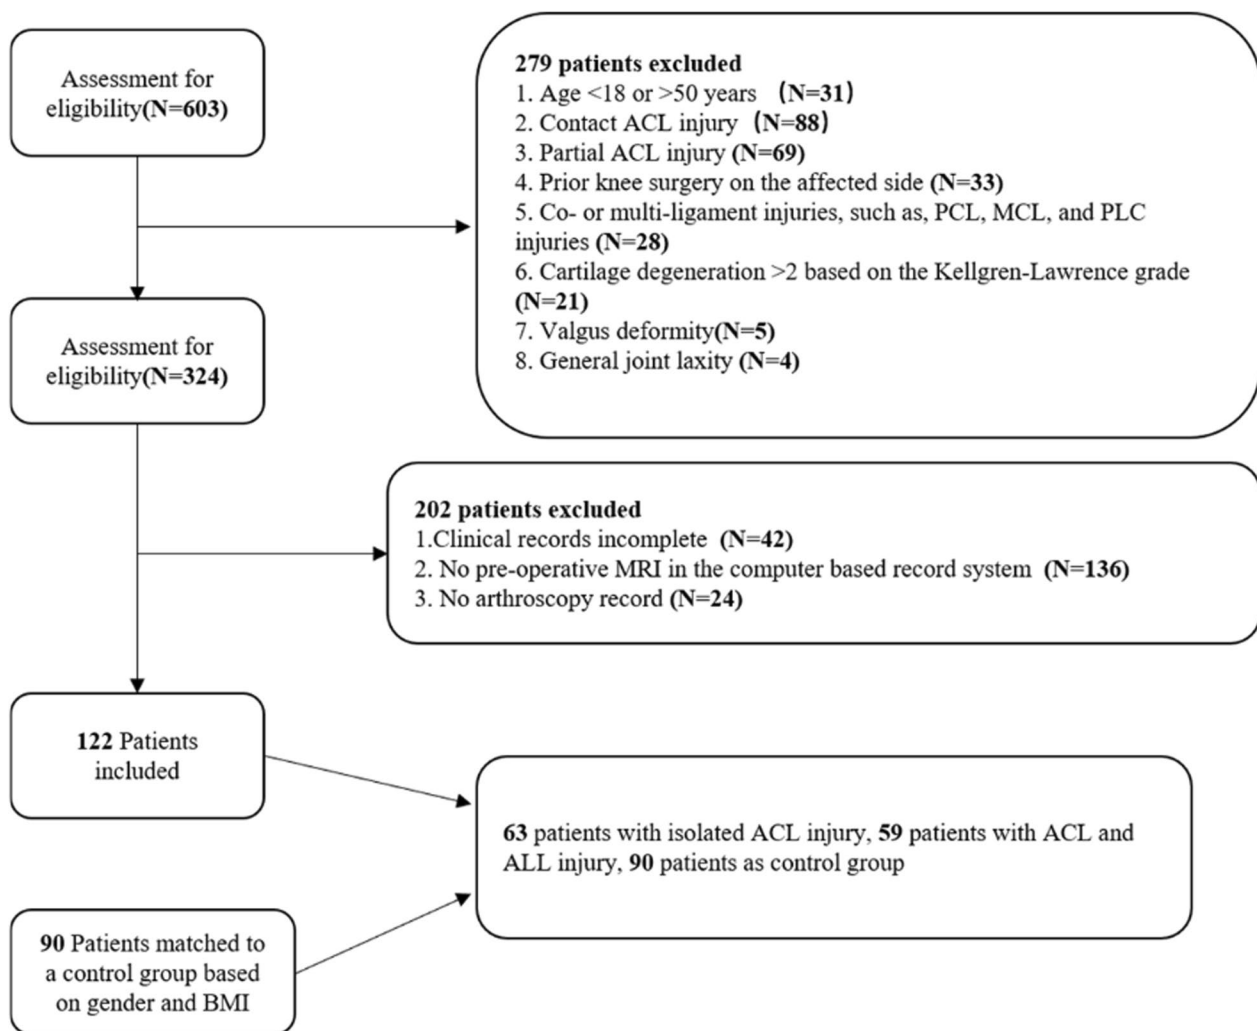 Assessment for
eligibility(N=603)
279 patients excluded
1. Age <18 or >50 years （N=31）
2. Contact ACL injury （N=88）
3. Partial ACL injury (N=69)
4. Prior knee surgery on the affected side (N=33)
5. Co- or multi-ligament injuries, such as, PCL, MCL, and PLC
injuries (N=28)
6. Cartilage degeneration >2 based on the Kellgren-Lawrence grade
(N=21)
7. Valgus deformity(N=5)
8. General joint laxity (N=4)
Assessment for
eligibility(N=324)
202 patients excluded
1.Clinical records incomplete (N=42)
2. No pre-operative MRI in the computer based record system (N=136)
3. No arthroscopy record (N=24)
122 Patients
included
63 patients with isolated ACL injury, 59 patients with ACL and
ALL injury, 90 patients as control group
90 Patients matched to
a control group based
on gender and BMI